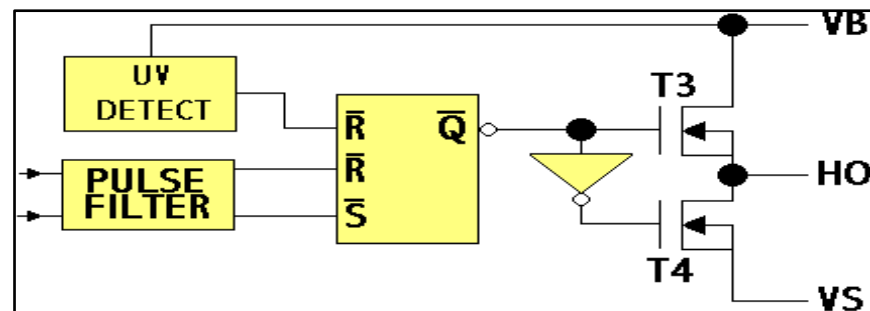 VB
UV
DETECT
T3
R̅
Q̅
R̅
PULSE
FILTER
S̅
HO
T4
VS